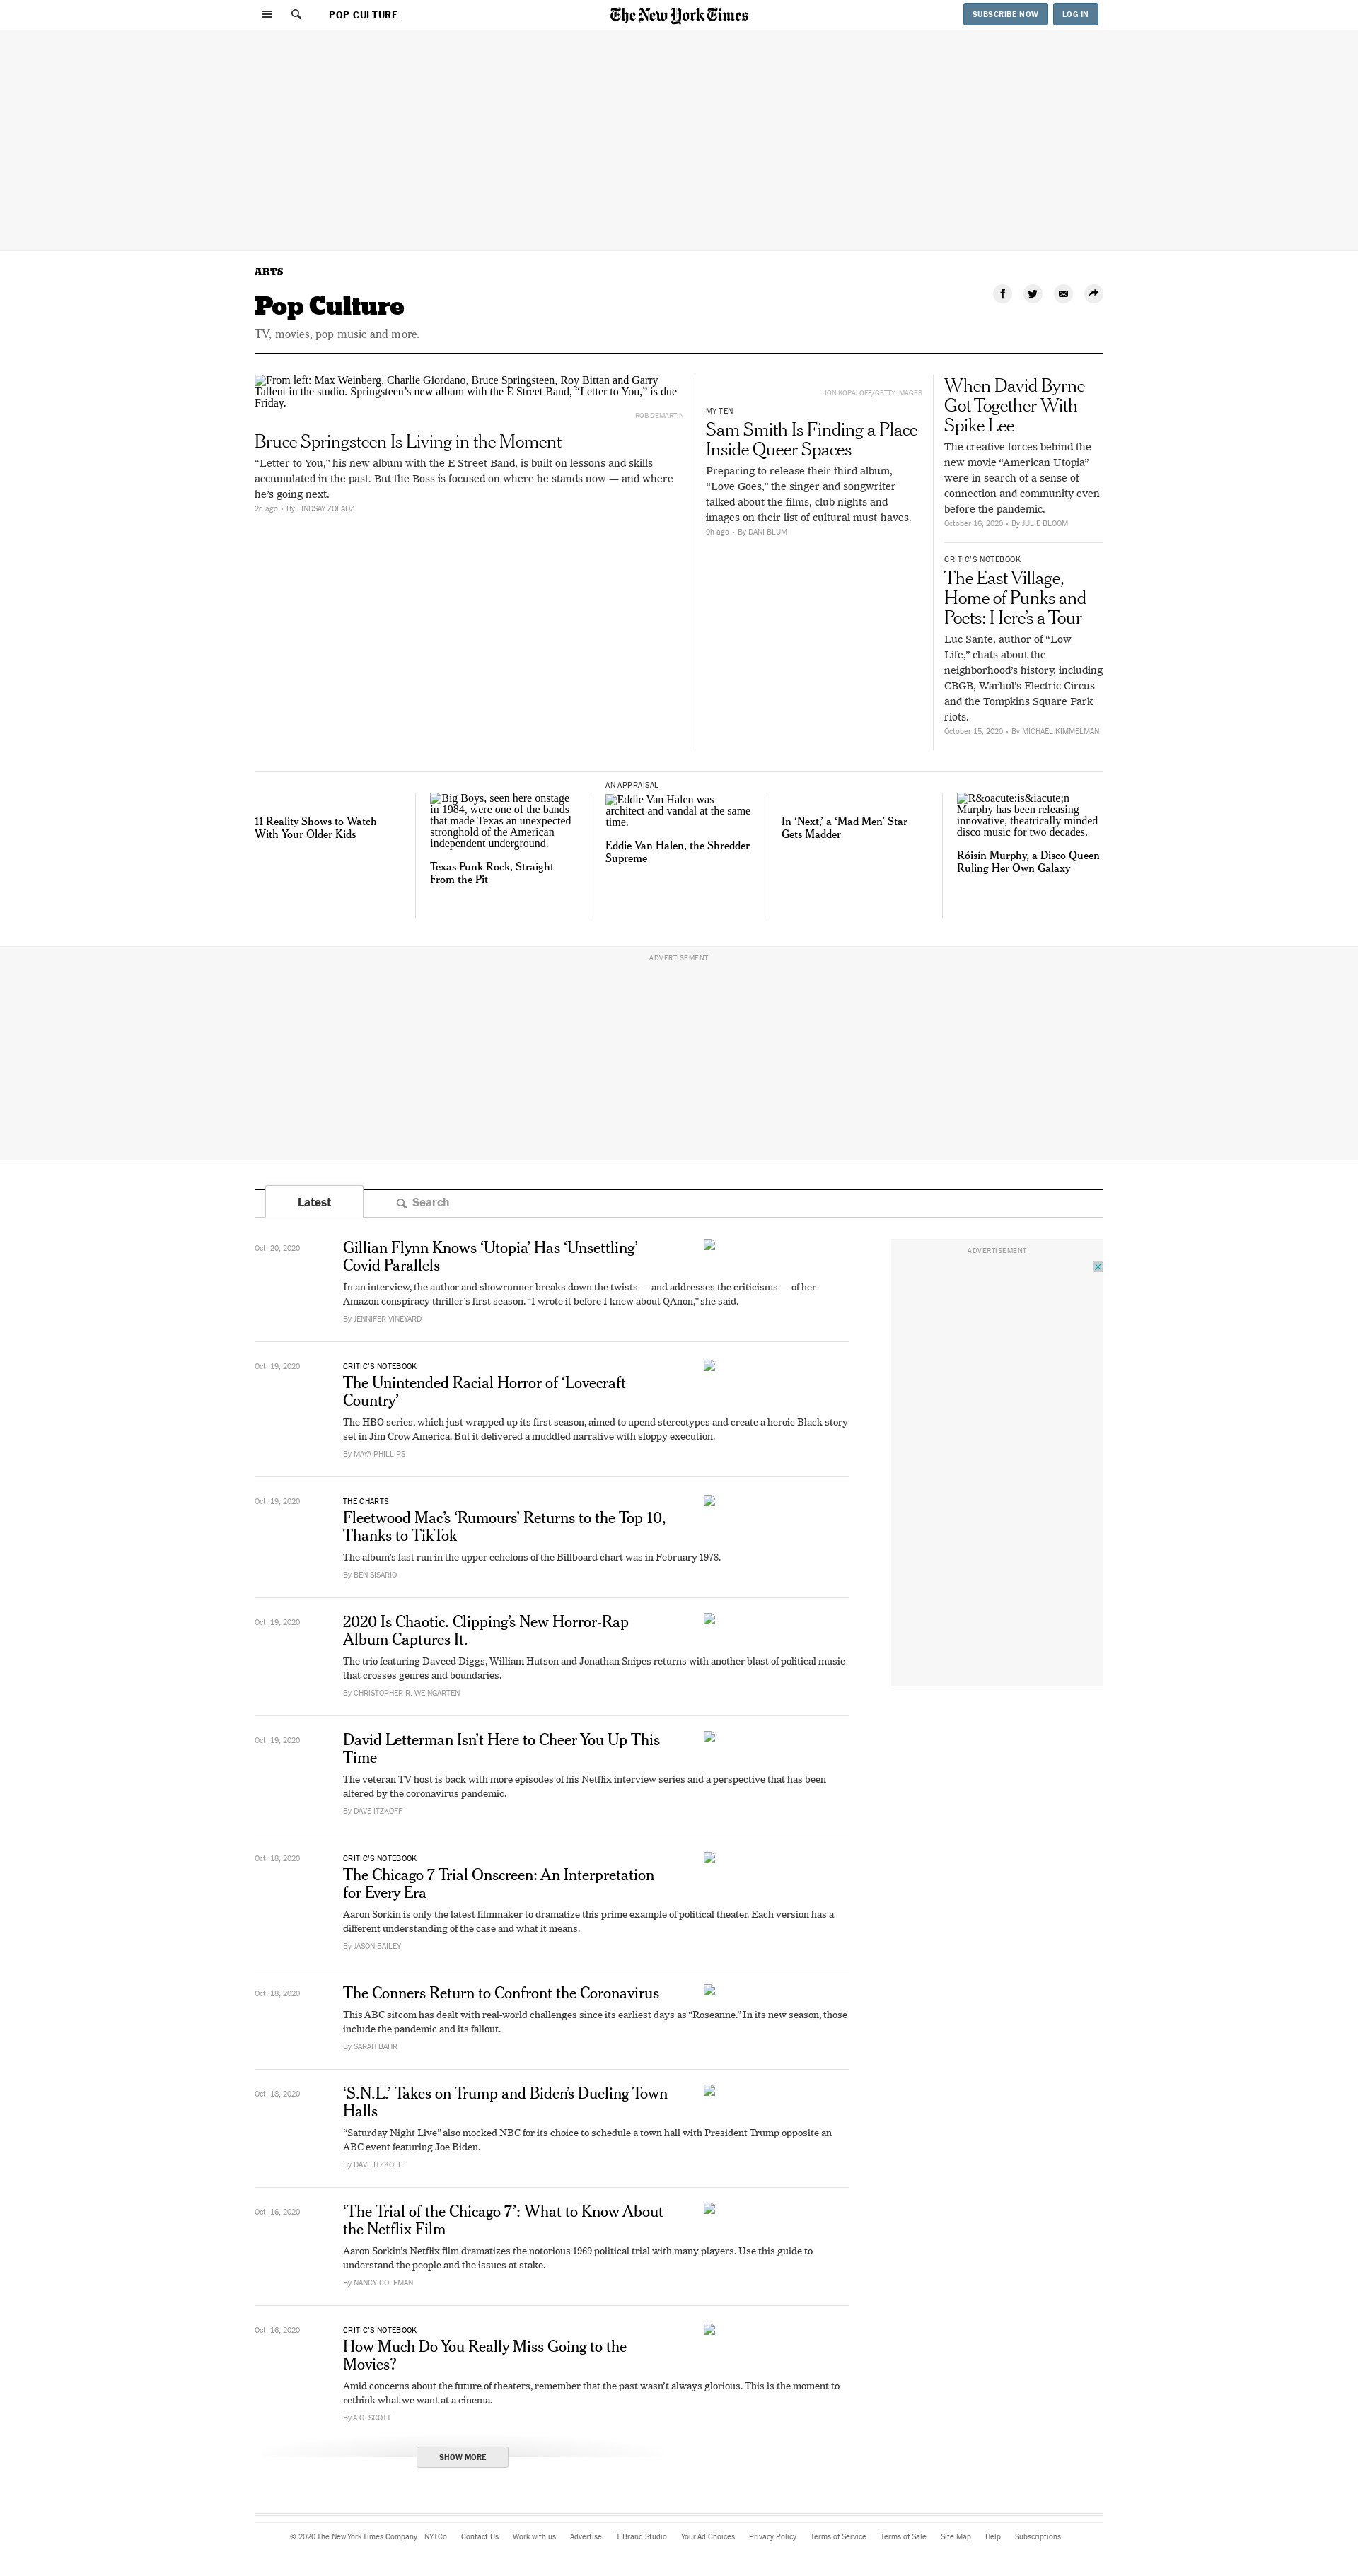 POP CULTURE
The New York Times
SUBSCRIBE NOW
LOG IN
ARTS
Pop Culture
TV, movies, pop music and more.
From left: Max Weinberg, Charlie Giordano, Bruce Springsteen, Roy Bittan and Garry
Tallent in the studio. Springsteen's new album with the E Street Band, “Letter to You,” is due
Friday.
ROB DEMARTIN
Bruce Springsteen Is Living in the Moment
“Letter to You,” his new album with the E Street Band, is built on lessons and skills
accumulated in the past. But the Boss is focused on where he stands now — and where
he’s going next.
2d ago • By LINDSAY ZOLADZ
JON KOPALOFF/GETTY IMAGES
MY TEN
Sam Smith Is Finding a Place
Inside Queer Spaces
Preparing to release their third album,
“Love Goes,” the singer and songwriter
talked about the films, club nights and
images on their list of cultural must-haves.
9h ago • By DANI BLUM
When David Byrne
Got Together With
Spike Lee
The creative forces behind the
new movie “American Utopia”
were in search of a sense of
connection and community even
before the pandemic.
October 16, 2020 • By JULIE BLOOM
CRITIC’S NOTEBOOK
The East Village,
Home of Punks and
Poets: Here’s a Tour
Luc Sante, author of “Low
Life,” chats about the
neighborhood’s history, including
CBGB, Warhol’s Electric Circus
and the Tompkins Square Park
riots.
October 15, 2020 • By MICHAEL KIMMELMAN
11 Reality Shows to Watch
With Your Older Kids
Big Boys, seen here onstage
in 1984, were one of the bands
that made Texas an unexpected
stronghold of the American
independent underground.
Texas Punk Rock, Straight
From the Pit
AN APPRAISAL
Eddie Van Halen was
architect and vandal at the same
time.
Eddie Van Halen, the Shredder
Supreme
In ‘Next,’ a ‘Mad Men’ Star
Gets Madder
R&oacute;is&iacute;n
Murphy has been releasing
innovative, theatrically minded
disco music for two decades.
Róisín Murphy, a Disco Queen
Ruling Her Own Galaxy
ADVERTISEMENT
Latest
Search
ADVERTISEMENT
Oct. 20, 2020
Gillian Flynn Knows ‘Utopia’ Has ‘Unsettling’
Covid Parallels
In an interview, the author and showrunner breaks down the twists — and addresses the criticisms — of her
Amazon conspiracy thriller’s first season. “I wrote it before I knew about QAnon,” she said.
By JENNIFER VINEYARD
Oct. 19, 2020
CRITIC’S NOTEBOOK
The Unintended Racial Horror of ‘Lovecraft
Country’
The HBO series, which just wrapped up its first season, aimed to upend stereotypes and create a heroic Black story
set in Jim Crow America. But it delivered a muddled narrative with sloppy execution.
By MAYA PHILLIPS
Oct. 19, 2020
THE CHARTS
Fleetwood Mac’s ‘Rumours’ Returns to the Top 10,
Thanks to TikTok
The album’s last run in the upper echelons of the Billboard chart was in February 1978.
By BEN SISARIO
Oct. 19, 2020
2020 Is Chaotic. Clipping’s New Horror-Rap
Album Captures It.
The trio featuring Daveed Diggs, William Hutson and Jonathan Snipes returns with another blast of political music
that crosses genres and boundaries.
By CHRISTOPHER R. WEINGARTEN
Oct. 19, 2020
David Letterman Isn’t Here to Cheer You Up This
Time
The veteran TV host is back with more episodes of his Netflix interview series and a perspective that has been
altered by the coronavirus pandemic.
By DAVE ITZKOFF
Oct. 18, 2020
CRITIC’S NOTEBOOK
The Chicago 7 Trial Onscreen: An Interpretation
for Every Era
Aaron Sorkin is only the latest filmmaker to dramatize this prime example of political theater. Each version has a
different understanding of the case and what it means.
By JASON BAILEY
Oct. 18, 2020
The Conners Return to Confront the Coronavirus
This ABC sitcom has dealt with real-world challenges since its earliest days as “Roseanne.” In its new season, those
include the pandemic and its fallout.
By SARAH BAHR
Oct. 18, 2020
‘S.N.L.’ Takes on Trump and Biden’s Dueling Town
Halls
“Saturday Night Live” also mocked NBC for its choice to schedule a town hall with President Trump opposite an
ABC event featuring Joe Biden.
By DAVE ITZKOFF
Oct. 16, 2020
‘The Trial of the Chicago 7’: What to Know About
the Netflix Film
Aaron Sorkin’s Netflix film dramatizes the notorious 1969 political trial with many players. Use this guide to
understand the people and the issues at stake.
By NANCY COLEMAN
Oct. 16, 2020
CRITIC’S NOTEBOOK
How Much Do You Really Miss Going to the
Movies?
Amid concerns about the future of theaters, remember that the past wasn’t always glorious. This is the moment to
rethink what we want at a cinema.
By A.O. SCOTT
SHOW MORE
© 2020 The New York Times Company NYTCo Contact Us Work with us Advertise T Brand Studio Your Ad Choices Privacy Policy Terms of Service Terms of Sale Site Map Help Subscriptions